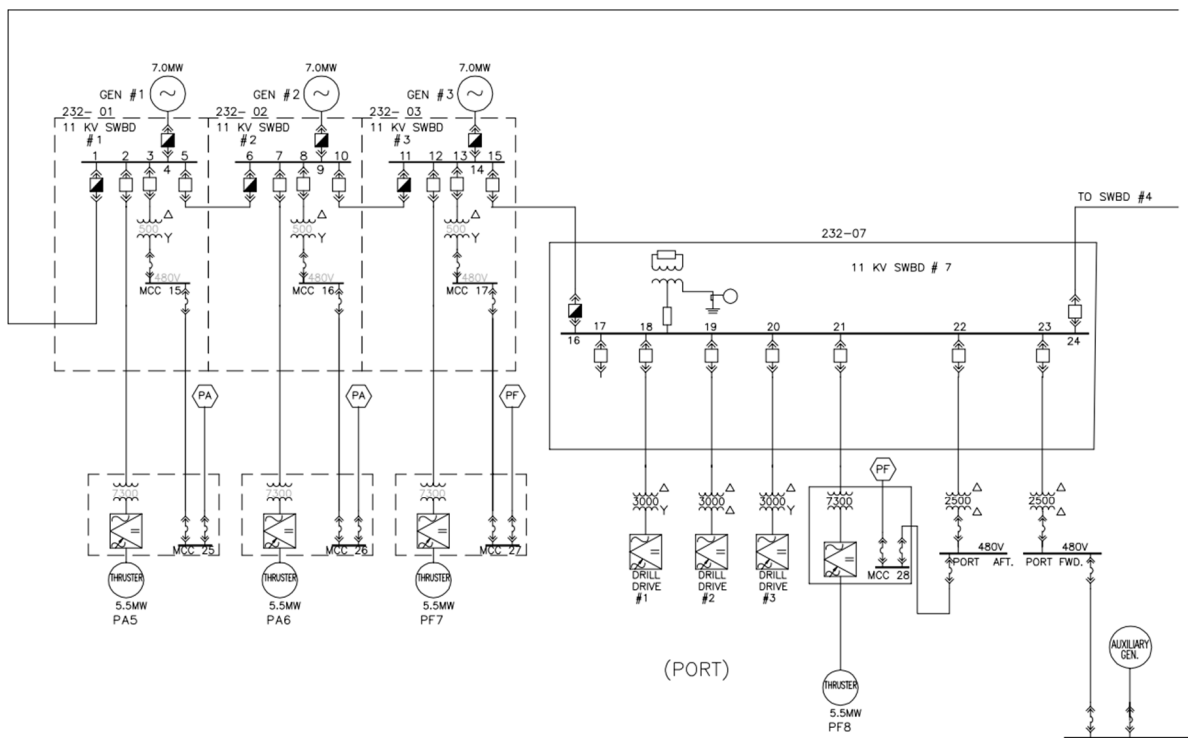 7.0MW
7.0MW
7.0MW
GEN #1
GEN #2
GEN #3
232- 01
232- 02
232- 03
11 KV SWBD
#1
11 KV SWBD
#2
11 KV SWBD
#3
1 2 3 4 5
6 7 8 9 10
11 12 13 14 15
500
500
500
Y
Y
Y
480V
480V
480V
MCC 15
MCC 16
MCC 17
TO SWBD #4
232-07
11 KV SWBD # 7
16 17 18 19 20 21 22 23 24
PA
PA
PF
PF
7300
7300
7300
3000
Y
3000
3000
Y
7300
2500
2500
MCC 25
MCC 26
MCC 27
MCC 28
480V
PORT AFT.
480V
PORT FWD.
DRILL
DRIVE
#1
DRILL
DRIVE
#2
DRILL
DRIVE
#3
THRUSTER
5.5MW
PA5
THRUSTER
5.5MW
PA6
THRUSTER
5.5MW
PF7
(PORT)
THRUSTER
5.5MW
PF8
AUXILIARY
GEN.